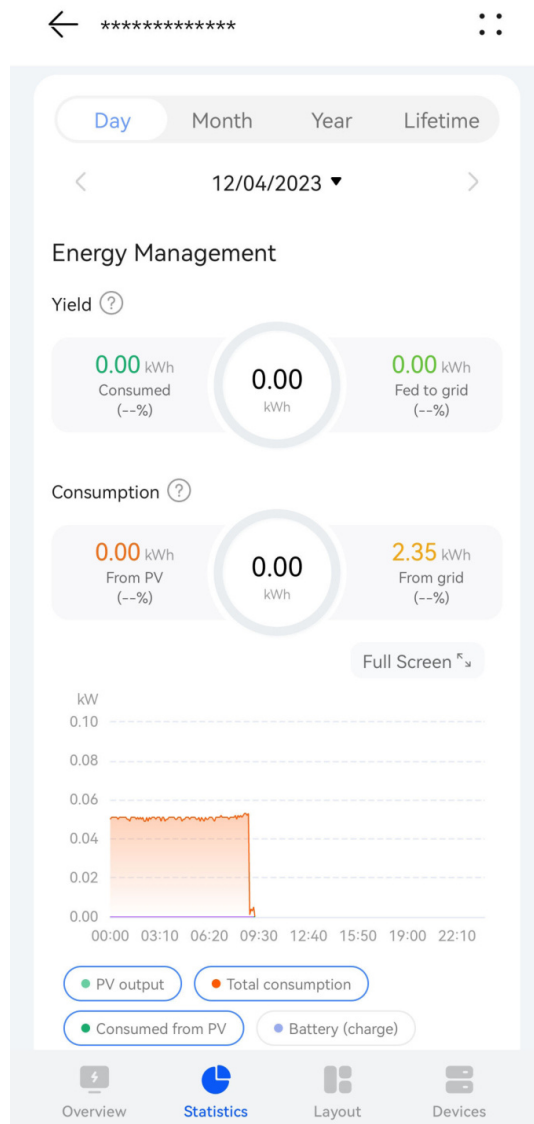 *************
Day Month Year Lifetime
12/04/2023
Energy Management
Yield ?
0.00 kWh
Consumed
(--%)
0.00
kWh
0.00 kWh
Fed to grid
(--%)
Consumption ?
0.00 kWh
From PV
(--%)
0.00
kWh
2.35 kWh
From grid
(--%)
Full Screen
kW
0.10
0.08
0.06
0.04
0.02
0.00
00:00 03:10 06:20 09:30 12:40 15:50 19:00 22:10
PV output Total consumption
Consumed from PV Battery (charge)
Overview Statistics Layout Devices